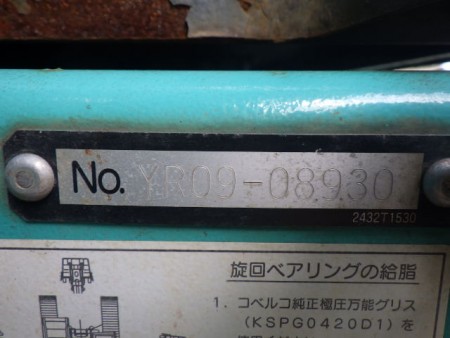 No. YR09-08930
2432T1530
旋回ベアリングの給脂
1. コベルコ純正極圧万能グリス
(KSPG0420D1)を